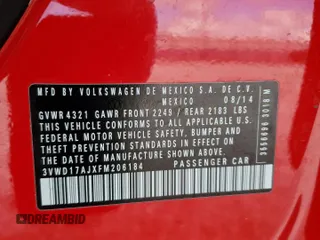 MFD. BY VOLKSWAGEN DE MEXICO S.A. DE C.V.
MEXICO 08/14
GVWR 4321 GAWR FRONT 2249 / REAR 2183 LBS
THIS VEHICLE CONFORMS TO ALL APPLICABLE
FEDERAL MOTOR VEHICLE SAFETY, BUMPER AND
THEFT PREVENTION STANDARDS IN EFFECT ON
THE DATE OF MANUFACTURE SHOWN ABOVE.
3VWD17AJXFM206184 PASSENGER CAR
DREAMBID